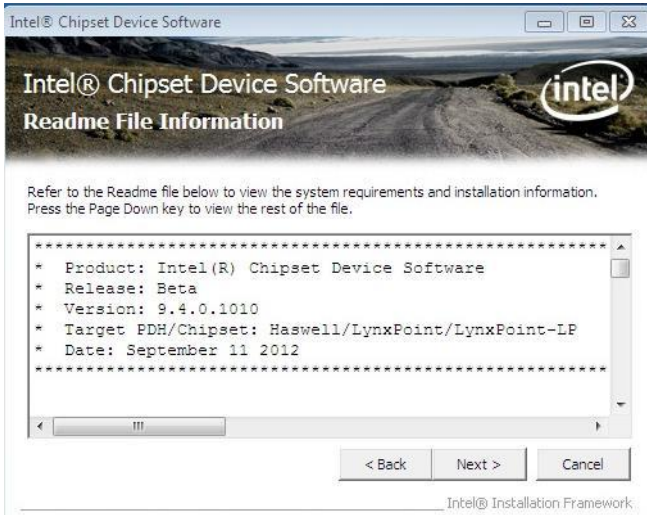 Intel® Chipset Device Software
Intel® Chipset Device Software
intel
Readme File Information
Refer to the Readme file below to view the system requirements and installation information.
Press the Page Down key to view the rest of the file.
************************************************************
* Product: Intel(R) Chipset Device Software
* Release: Beta
* Version: 9.4.0.1010
* Target PDH/Chipset: Haswell/LynxPoint/LynxPoint-LP
* Date: September 11 2012
************************************************************
< Back Next > Cancel
Intel® Installation Framework